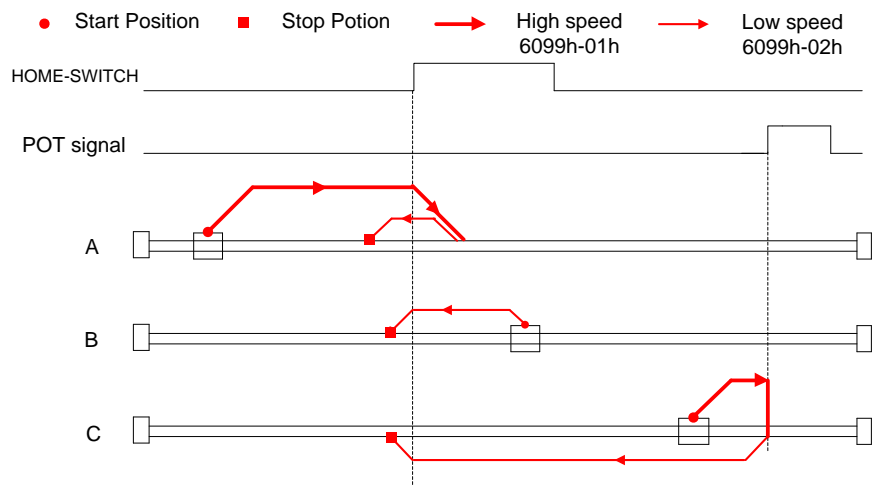 Start Position
Stop Potion
High speed
6099h-01h
Low speed
6099h-02h
HOME-SWITCH
POT signal
A
B
C